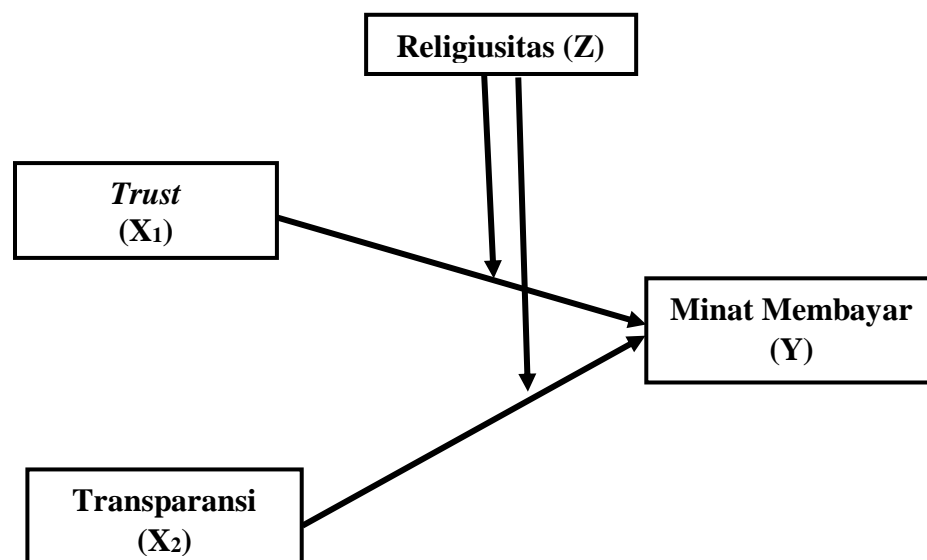 Religiusitas (Z)
Trust
(X1)
Minat Membayar
(Y)
Transparansi
(X2)